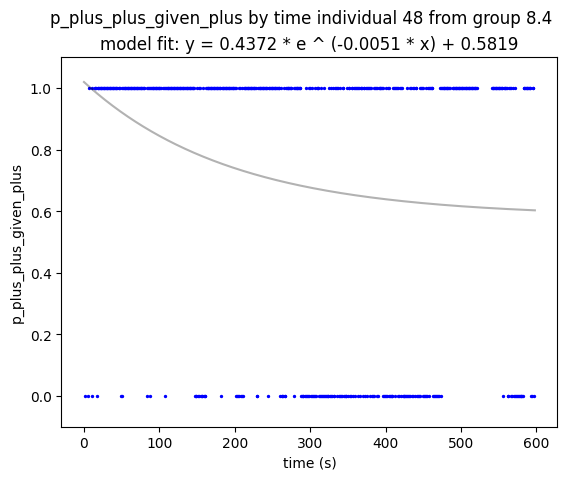 p_plus_plus_given_plus by time individual 48 from group 8.4
model fit: y = 0.4372 * e ^ (-0.0051 * x) + 0.5819
1.0
0.8
0.6
0.4
0.2
0.0
p_plus_plus_given_plus
0 100 200 300 400 500 600
time (s)